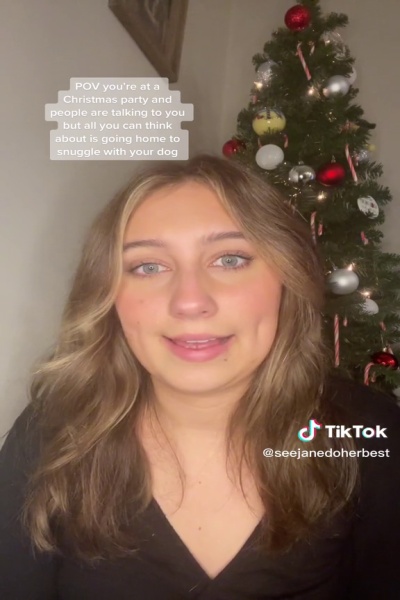 POV you're at a
Christmas party and
people are talking to you
but all you can think
about is going home to
snuggle with your dog
TikTok
@seejanedoherbest